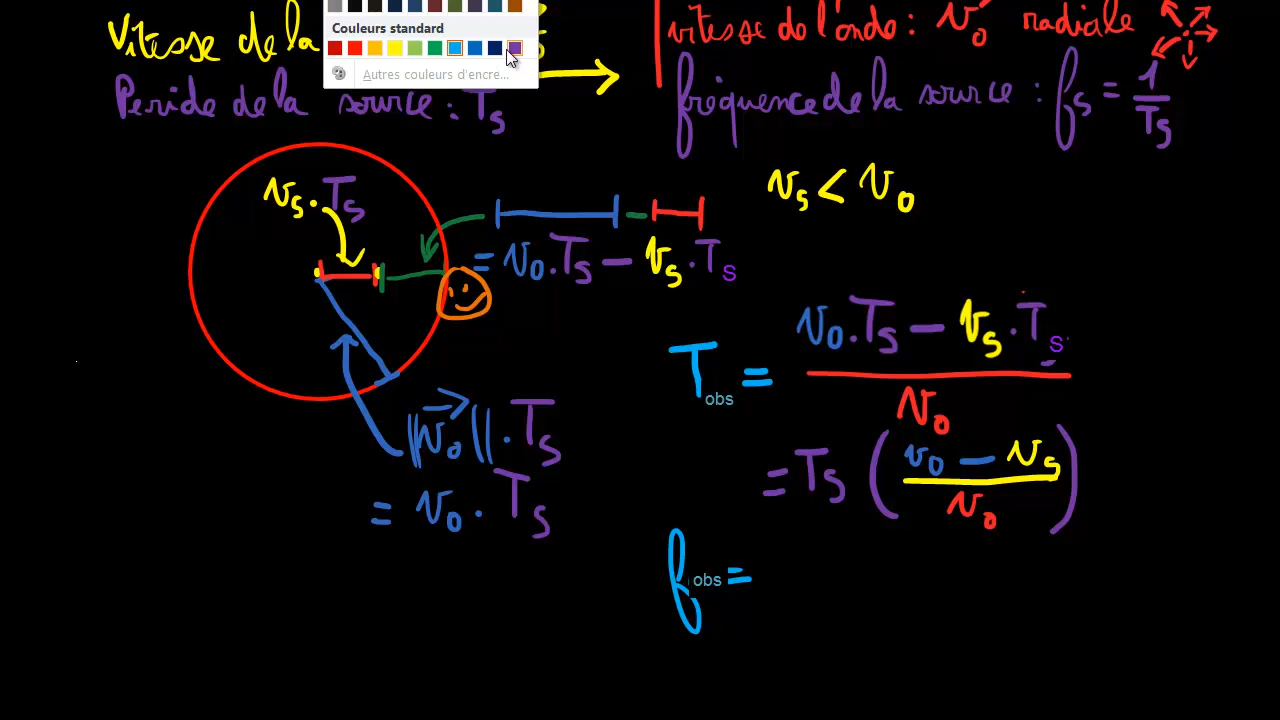 Couleurs standard
Autres couleurs d'encre...
Vitesse de la
vitesse de l'onde : v₀ radiale
Peride de la source : Ts
fréquence de la source : fs = 1/Ts
vs . Ts
vs < v₀
= v₀.Ts – vs.Ts
Tobs = (v₀.Ts – vs.Ts) / v₀
= Ts ( (v₀ – vs) / v₀ )
||v₀|| . Ts
= v₀ . Ts
fobs =